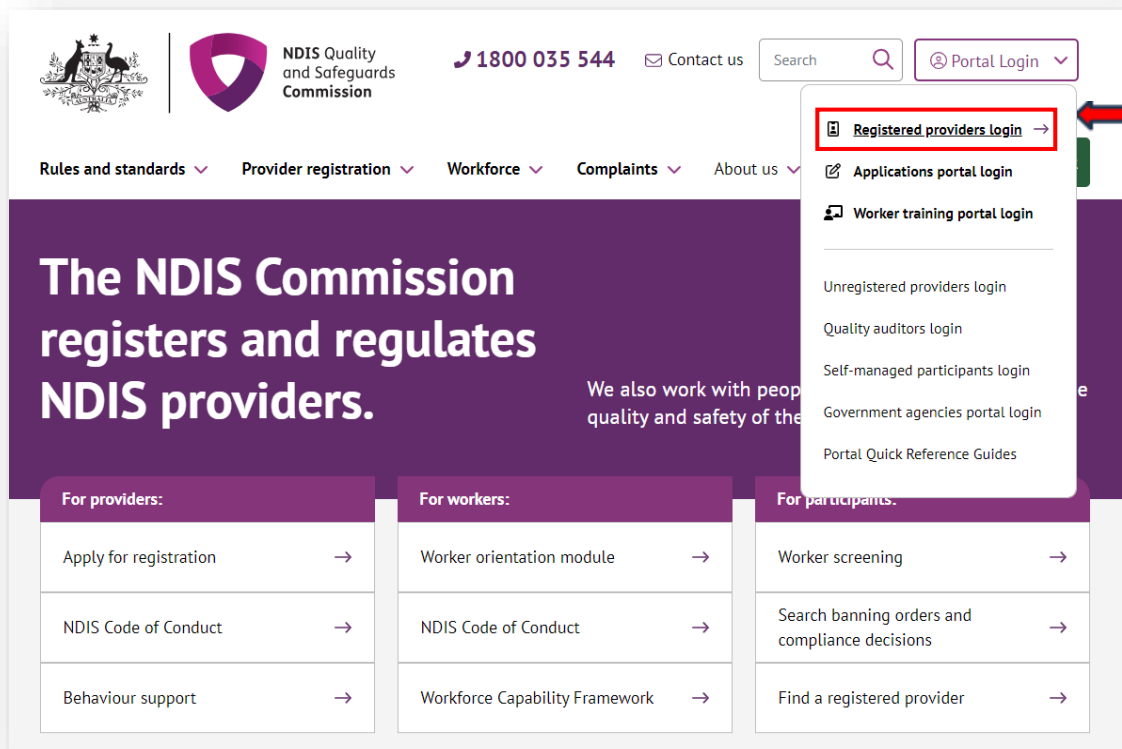 NDIS Quality
and Safeguards
Commission
1800 035 544
Contact us
Search
Portal Login
Registered providers login
Applications portal login
Worker training portal login
Unregistered providers login
Quality auditors login
Self-managed participants login
Government agencies portal login
Portal Quick Reference Guides
Rules and standards
Provider registration
Workforce
Complaints
About us
The NDIS Commission
registers and regulates
NDIS providers.
We also work with peop
quality and safety of the
e
For providers:
Apply for registration
NDIS Code of Conduct
Behaviour support
For workers:
Worker orientation module
NDIS Code of Conduct
Workforce Capability Framework
For participants:
Worker screening
Search banning orders and
compliance decisions
Find a registered provider